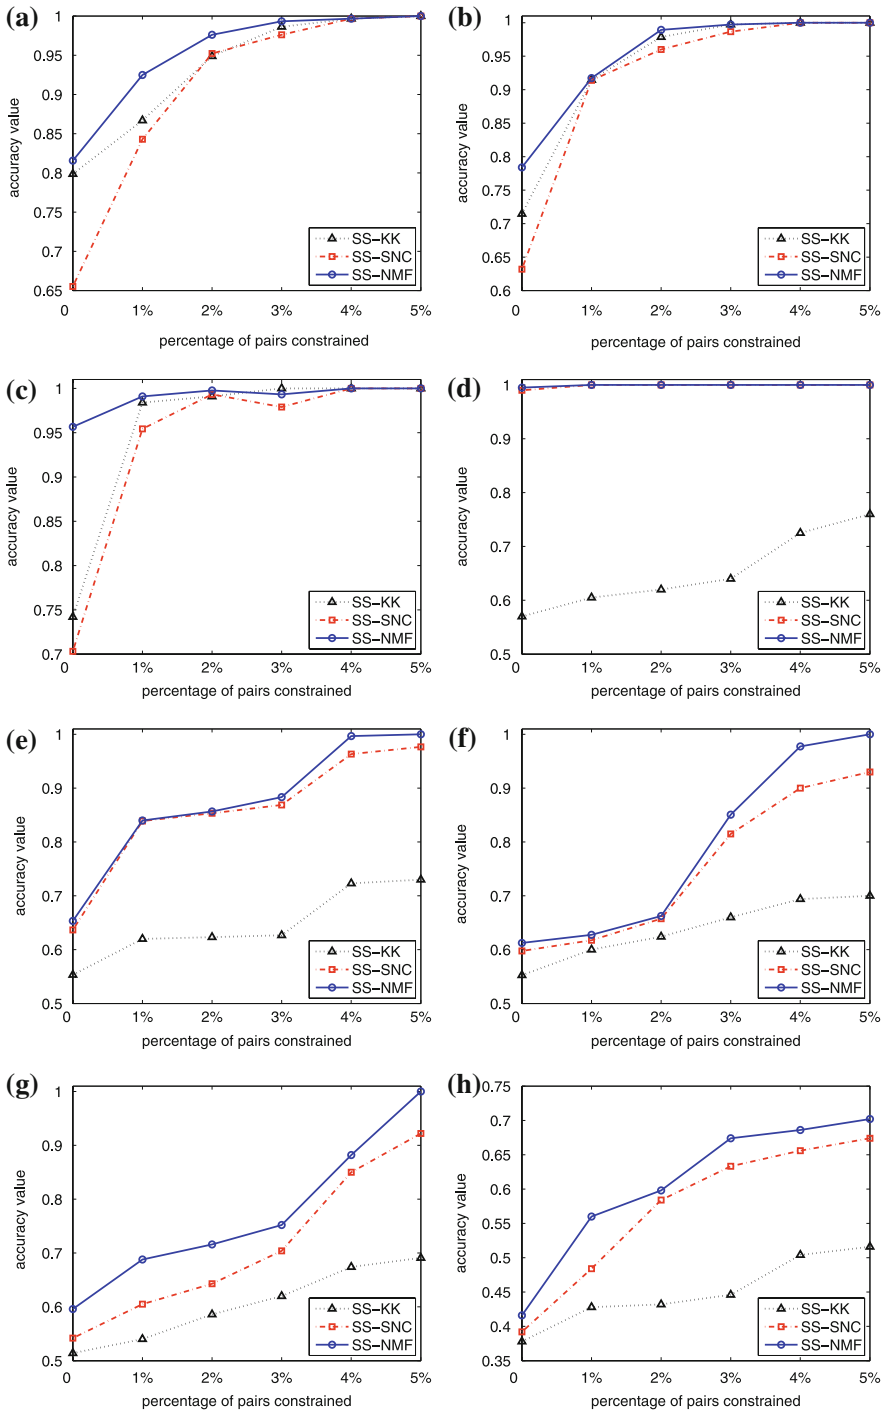 (a)
1
0.95
0.9
0.85
0.8
0.75
0.7
0.65
accuracy value
0 1% 2% 3% 4% 5%
percentage of pairs constrained
SS-KK
SS-SNC
SS-NMF
(b)
1
0.95
0.9
0.85
0.8
0.75
0.7
0.65
0.6
accuracy value
0 1% 2% 3% 4% 5%
percentage of pairs constrained
SS-KK
SS-SNC
SS-NMF
(c)
1
0.95
0.9
0.85
0.8
0.75
0.7
accuracy value
0 1% 2% 3% 4% 5%
percentage of pairs constrained
SS-KK
SS-SNC
SS-NMF
(d)
1
0.9
0.8
0.7
0.6
0.5
accuracy value
0 1% 2% 3% 4% 5%
percentage of pairs constrained
SS-KK
SS-SNC
SS-NMF
(e)
1
0.9
0.8
0.7
0.6
0.5
accuracy value
0 1% 2% 3% 4% 5%
percentage of pairs constrained
SS-KK
SS-SNC
SS-NMF
(f)
1
0.9
0.8
0.7
0.6
0.5
accuracy value
0 1% 2% 3% 4% 5%
percentage of pairs constrained
SS-KK
SS-SNC
SS-NMF
(g)
1
0.9
0.8
0.7
0.6
0.5
accuracy value
0 1% 2% 3% 4% 5%
percentage of pairs constrained
SS-KK
SS-SNC
SS-NMF
(h)
0.75
0.7
0.65
0.6
0.55
0.5
0.45
0.4
0.35
accuracy value
0 1% 2% 3% 4% 5%
percentage of pairs constrained
SS-KK
SS-SNC
SS-NMF